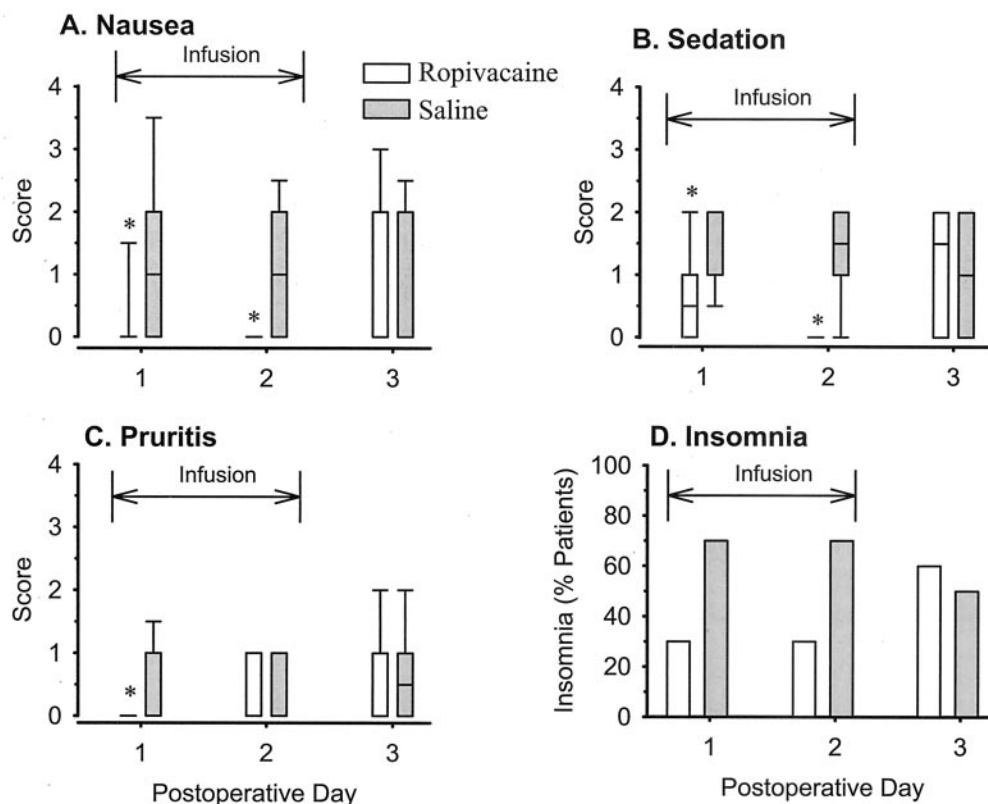 A. Nausea
Infusion
4
3
2
1
0
Score
*
*
1
2
3
Ropivacaine
Saline
B. Sedation
Infusion
4
3
2
1
0
Score
*
*
1
2
3
C. Pruritis
Infusion
4
3
2
1
0
Score
*
1
2
3
Postoperative Day
D. Insomnia
Infusion
100
80
60
40
20
0
Insomnia (% Patients)
1
2
3
Postoperative Day